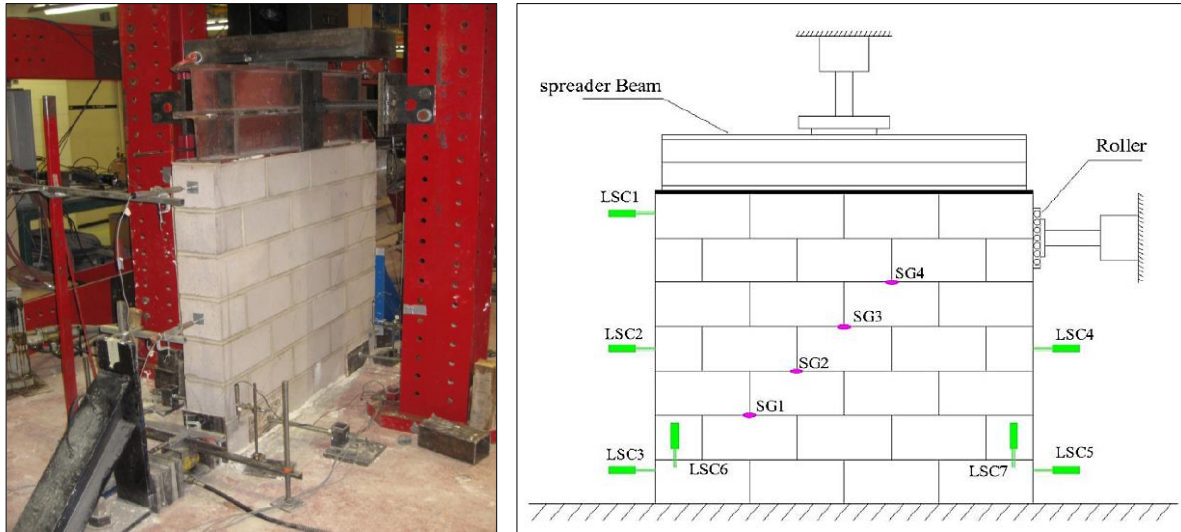 spreader Beam
Roller
LSC1
SG4
SG3
LSC2
LSC4
SG2
SG1
LSC3
LSC6
LSC7
LSC5